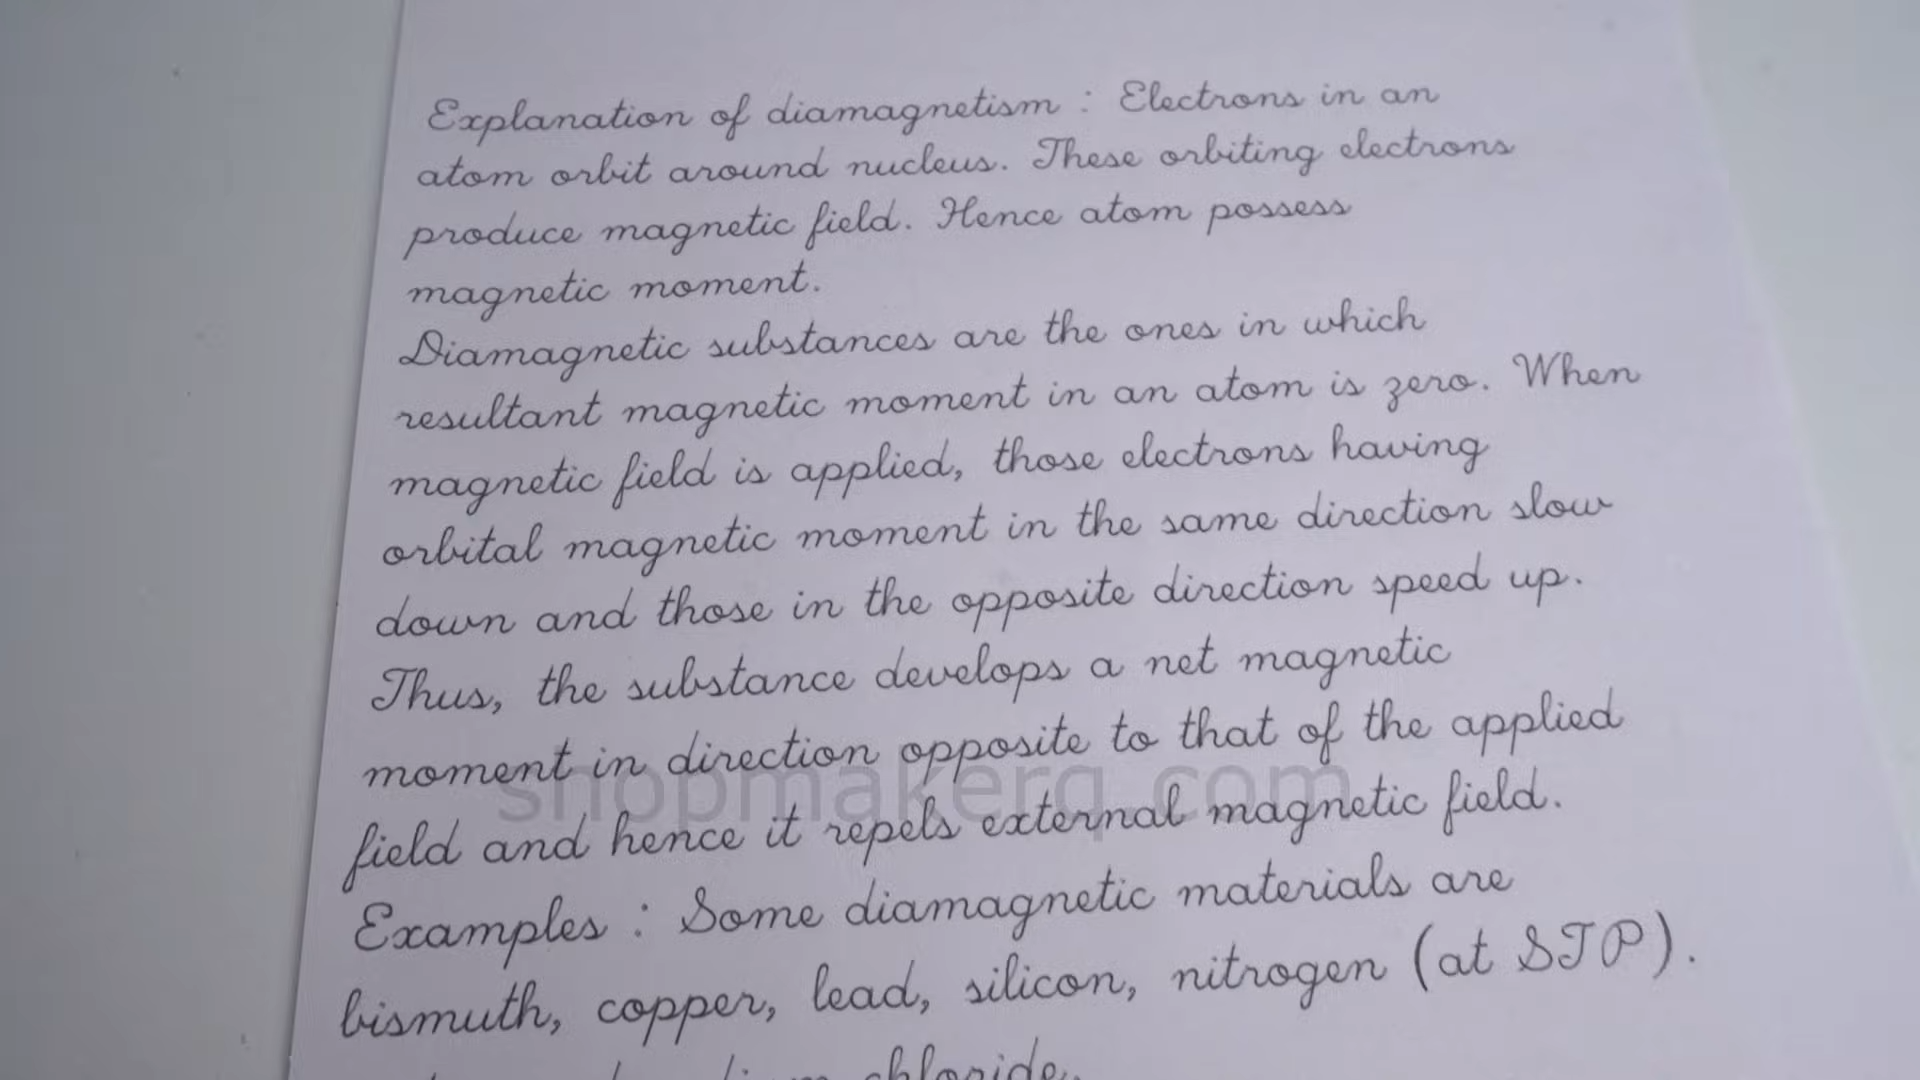 Explanation of diamagnetism : Electrons in an
atom orbit around nucleus. These orbiting electrons
produce magnetic field. Hence atom possess
magnetic moment.
Diamagnetic substances are the ones in which
resultant magnetic moment in an atom is zero. When
magnetic field is applied, those electrons having
orbital magnetic moment in the same direction slow
down and those in the opposite direction speed up.
Thus, the substance develops a net magnetic
moment in direction opposite to that of the applied
shopmakerq.com
field and hence it repels external magnetic field.
Examples : Some diamagnetic materials are
bismuth, copper, lead, silicon, nitrogen (at STP).
chloride.